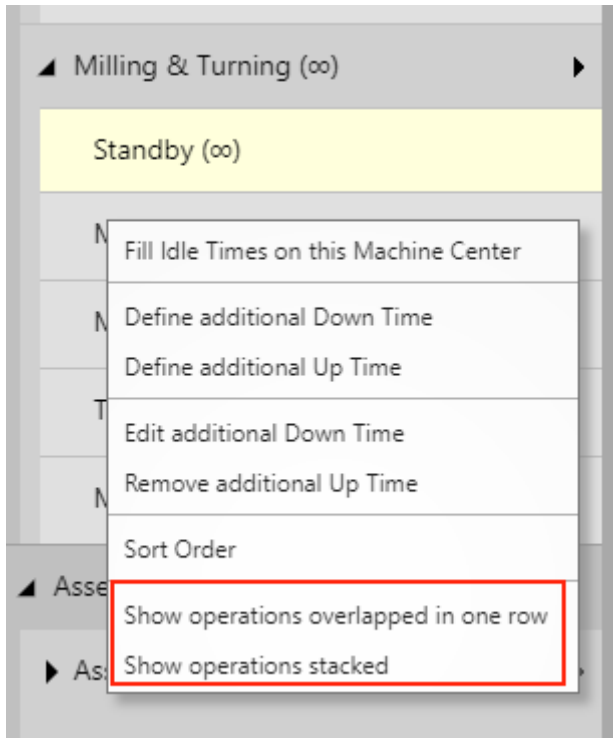 Milling & Turning (∞)
Standby (∞)
Fill Idle Times on this Machine Center
Define additional Down Time
Define additional Up Time
Edit additional Down Time
Remove additional Up Time
Sort Order
Show operations overlapped in one row
Show operations stacked